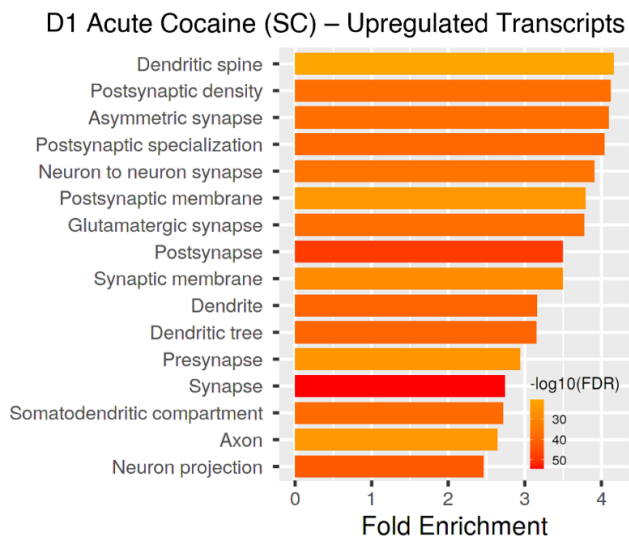 D1 Acute Cocaine (SC) – Upregulated Transcripts
Dendritic spine
Postsynaptic density
Asymmetric synapse
Postsynaptic specialization
Neuron to neuron synapse
Postsynaptic membrane
Glutamatergic synapse
Postsynapse
Synaptic membrane
Dendrite
Dendritic tree
Presynapse
Synapse
Somatodendritic compartment
Axon
Neuron projection
-log10(FDR)
30
40
50
0 1 2 3 4
Fold Enrichment